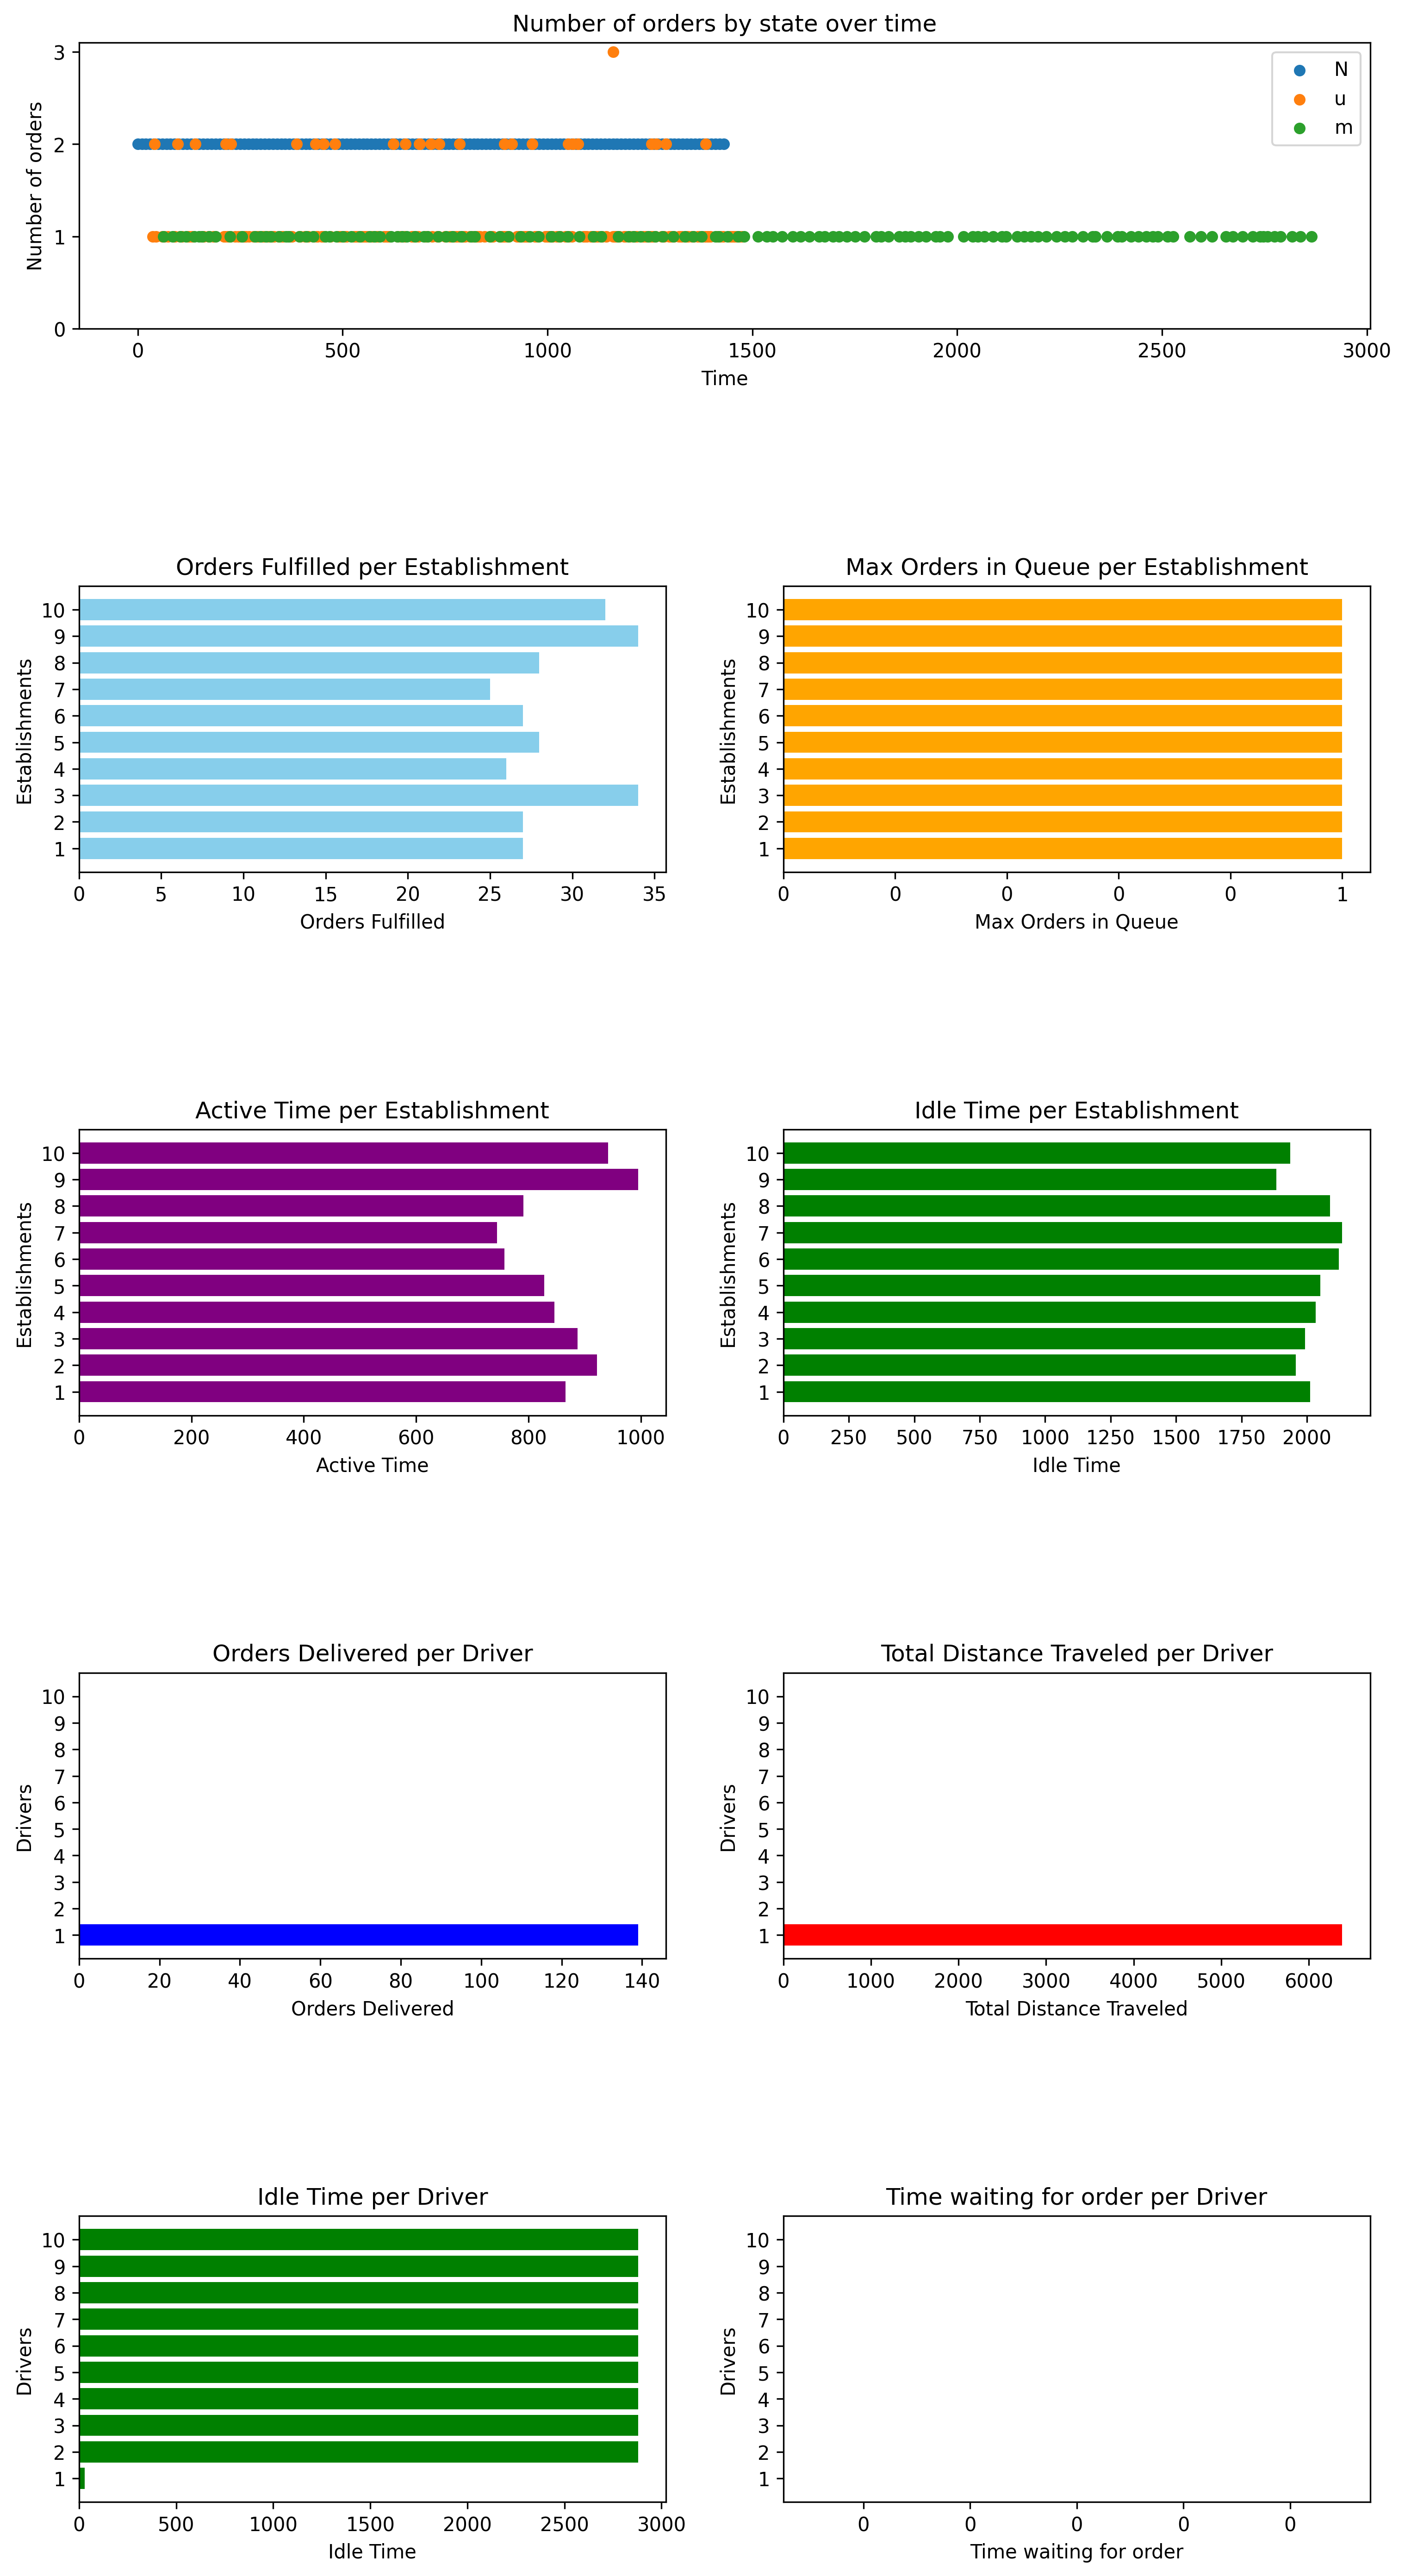 Number of orders by state over time
3
2
1
0
Number of orders
N
u
m
0 500 1000 1500 2000 2500 3000
Time
Orders Fulfilled per Establishment
10
9
8
7
6
5
4
3
2
1
Establishments
0 5 10 15 20 25 30 35
Orders Fulfilled
Max Orders in Queue per Establishment
10
9
8
7
6
5
4
3
2
1
Establishments
0 0 0 0 0 1
Max Orders in Queue
Active Time per Establishment
10
9
8
7
6
5
4
3
2
1
Establishments
0 200 400 600 800 1000
Active Time
Idle Time per Establishment
10
9
8
7
6
5
4
3
2
1
Establishments
0 250 500 750 1000 1250 1500 1750 2000
Idle Time
Orders Delivered per Driver
10
9
8
7
6
5
4
3
2
1
Drivers
0 20 40 60 80 100 120 140
Orders Delivered
Total Distance Traveled per Driver
10
9
8
7
6
5
4
3
2
1
Drivers
0 1000 2000 3000 4000 5000 6000
Total Distance Traveled
Idle Time per Driver
10
9
8
7
6
5
4
3
2
1
Drivers
0 500 1000 1500 2000 2500 3000
Idle Time
Time waiting for order per Driver
10
9
8
7
6
5
4
3
2
1
Drivers
0 0 0 0 0
Time waiting for order